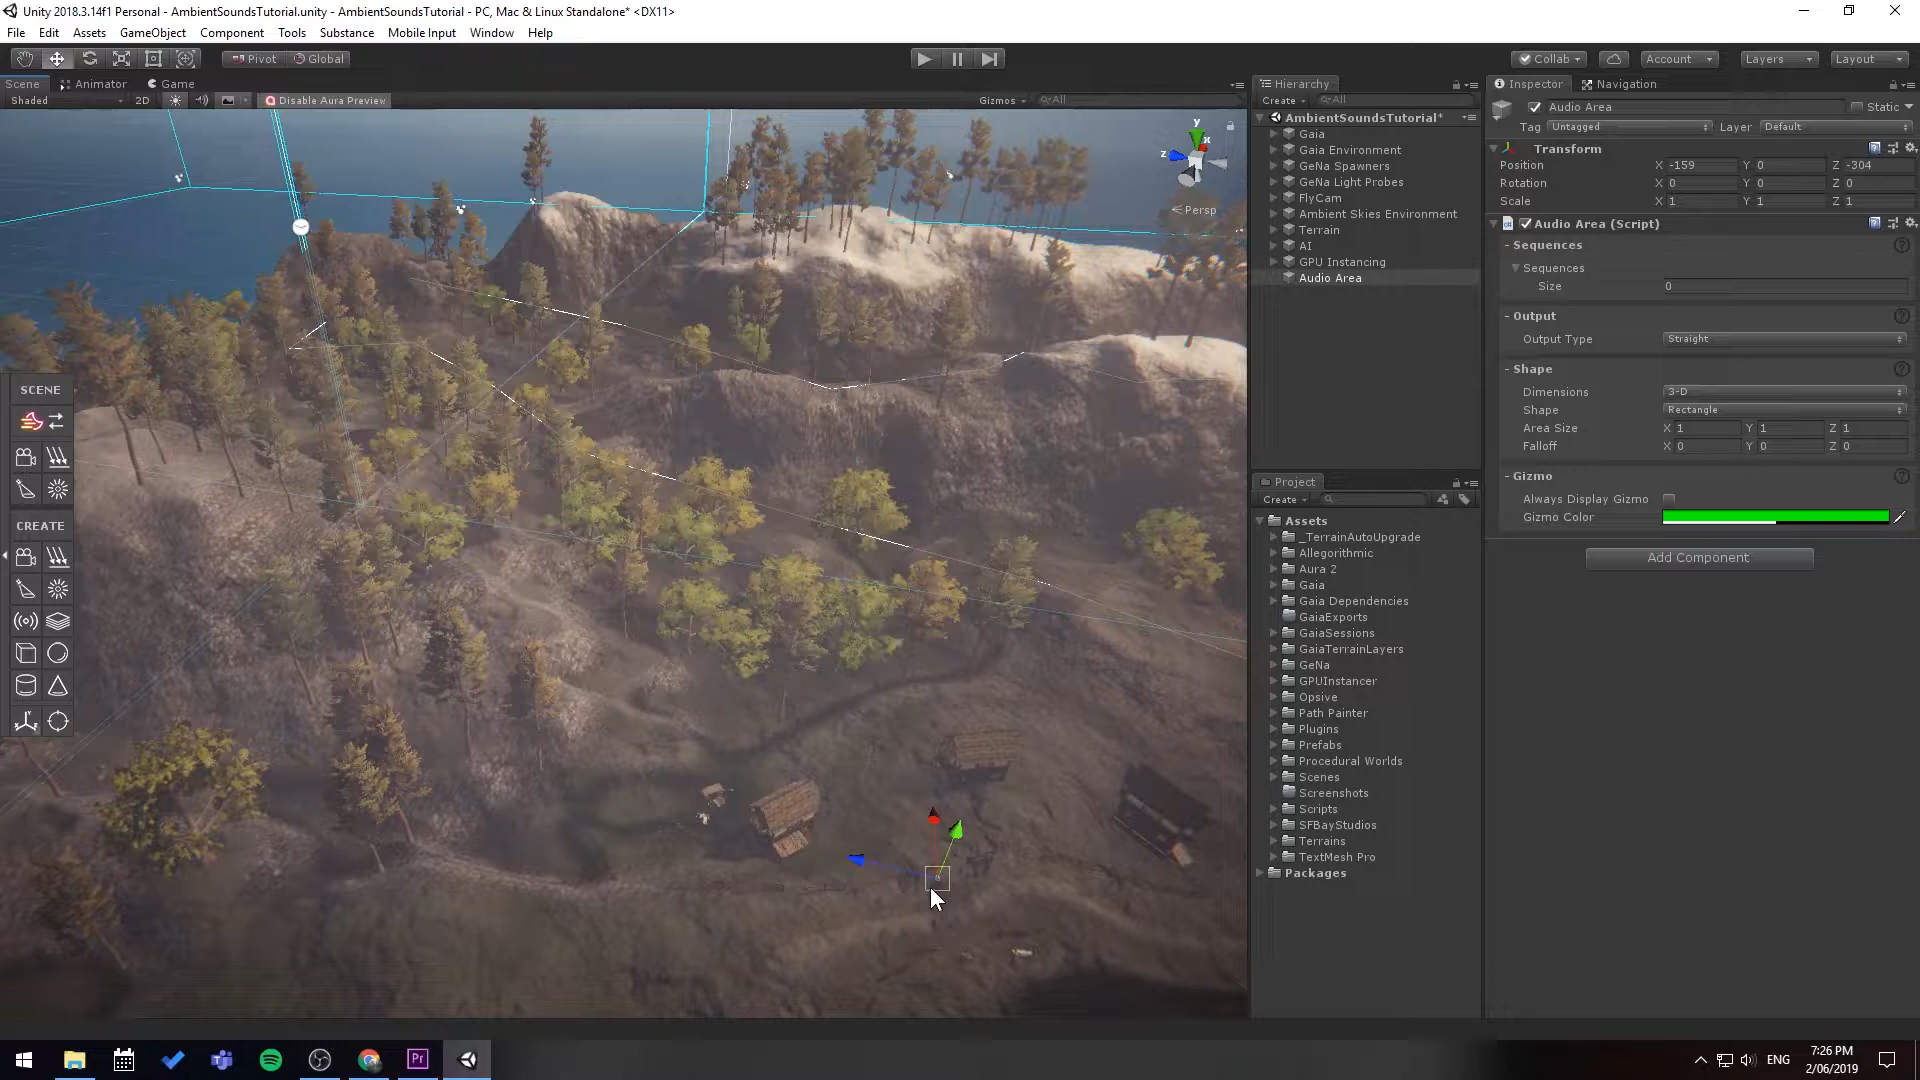 Unity 2018.3.14f1 Personal - AmbientSoundsTutorial.unity - AmbientSoundsTutorial - PC, Mac & Linux Standalone* <DX11>
File Edit Assets GameObject Component Tools Substance Mobile Input Window Help
Pivot Global Collab Account Layers Layout
Scene Animator Game
Shaded 2D Disable Aura Preview Gizmos All
y
x
z
Persp
SCENE
CREATE
Hierarchy
Create All
AmbientSoundsTutorial*
Gaia
Gaia Environment
GeNa Spawners
GeNa Light Probes
FlyCam
Ambient Skies Environment
Terrain
AI
GPU Instancing
Audio Area
Project
Create
Assets
_TerrainAutoUpgrade
Allegorithmic
Aura 2
Gaia
Gaia Dependencies
GaiaExports
GaiaSessions
GaiaTerrainLayers
GeNa
GPUInstancer
Opsive
Path Painter
Plugins
Prefabs
Procedural Worlds
Scenes
Screenshots
Scripts
SFBayStudios
Terrains
TextMesh Pro
Packages
Inspector Navigation
Audio Area Static
Tag Untagged Layer Default
Transform
Position X -159 Y 0 Z -304
Rotation X 0 Y 0 Z 0
Scale X 1 Y 1 Z 1
Audio Area (Script)
- Sequences
Sequences
Size 0
- Output
Output Type Straight
- Shape
Dimensions 3-D
Shape Rectangle
Area Size X 1 Y 1 Z 1
Falloff X 0 Y 0 Z 0
- Gizmo
Always Display Gizmo
Gizmo Color
Add Component
Pr
ENG
7:26 PM
2/06/2019